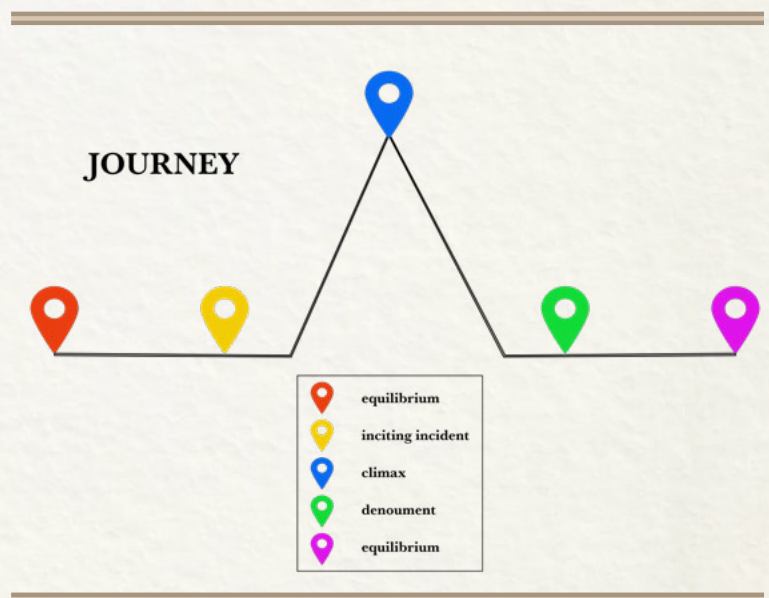 JOURNEY
equilibrium
inciting incident
climax
denoument
equilibrium